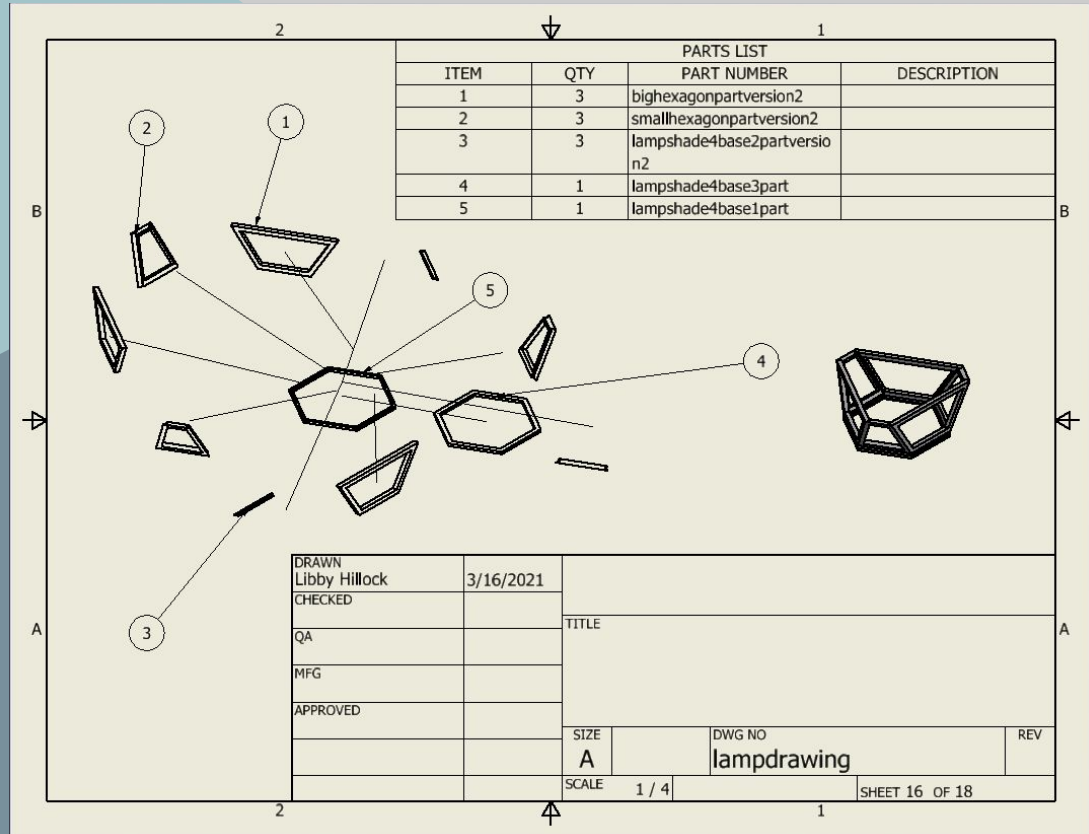 2
1
PARTS LIST
ITEM QTY PART NUMBER DESCRIPTION
1 3 bighexagonpartversion2
2 3 smallhexagonpartversion2
3 3 lampshade4base2partversio
n2
4 1 lampshade4base3part
5 1 lampshade4base1part
2
1
B
B
5
4
3
A
A
DRAWN
Libby Hillock 3/16/2021
CHECKED
QA
MFG
APPROVED
TITLE
SIZE
A
DWG NO
lampdrawing
REV
SCALE 1 / 4
SHEET 16 OF 18
2
1